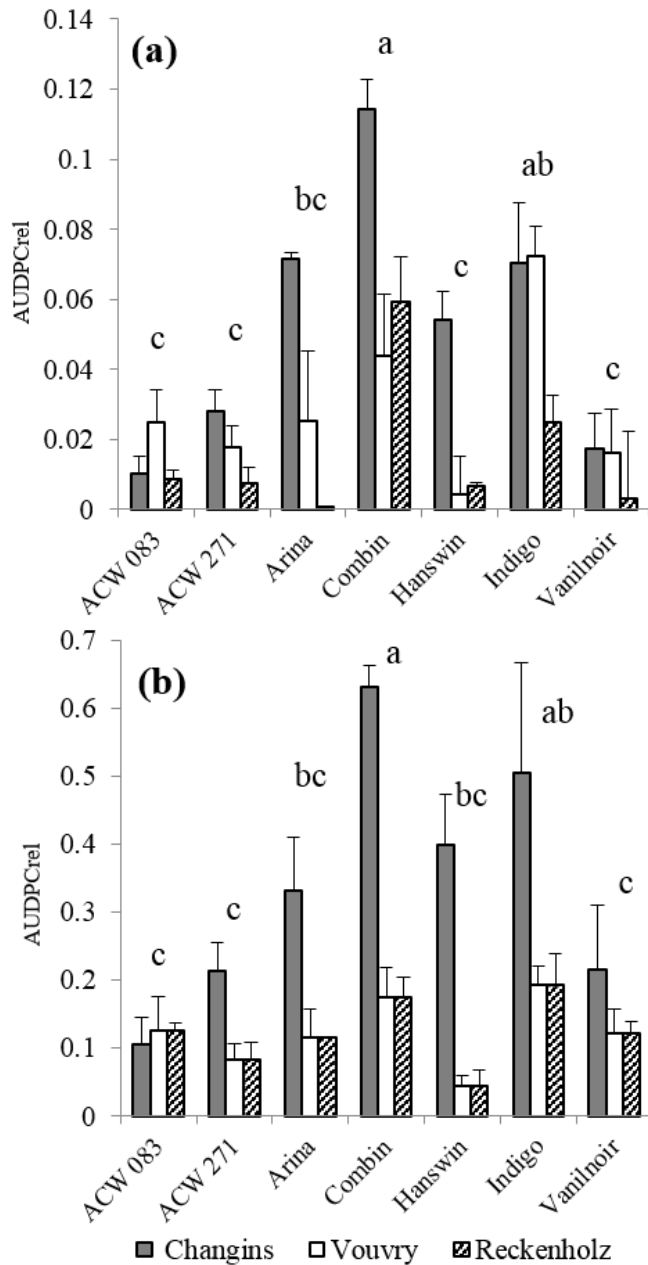 0.14
(a)
a
0.12
0.1
ab
bc
0.08
AUDPCrel
c
0.06
c
c
c
0.04
0.02
0
ACW 083
ACW 271
Arina
Combin
Hanswin
Indigo
Vanilnoir
0.7
(b)
a
0.6
ab
bc
bc
0.5
0.4
AUDPCrel
c
c
c
0.3
0.2
0.1
0
ACW 083
ACW 271
Arina
Combin
Hanswin
Indigo
Vanilnoir
Changins Vouvry Reckenholz